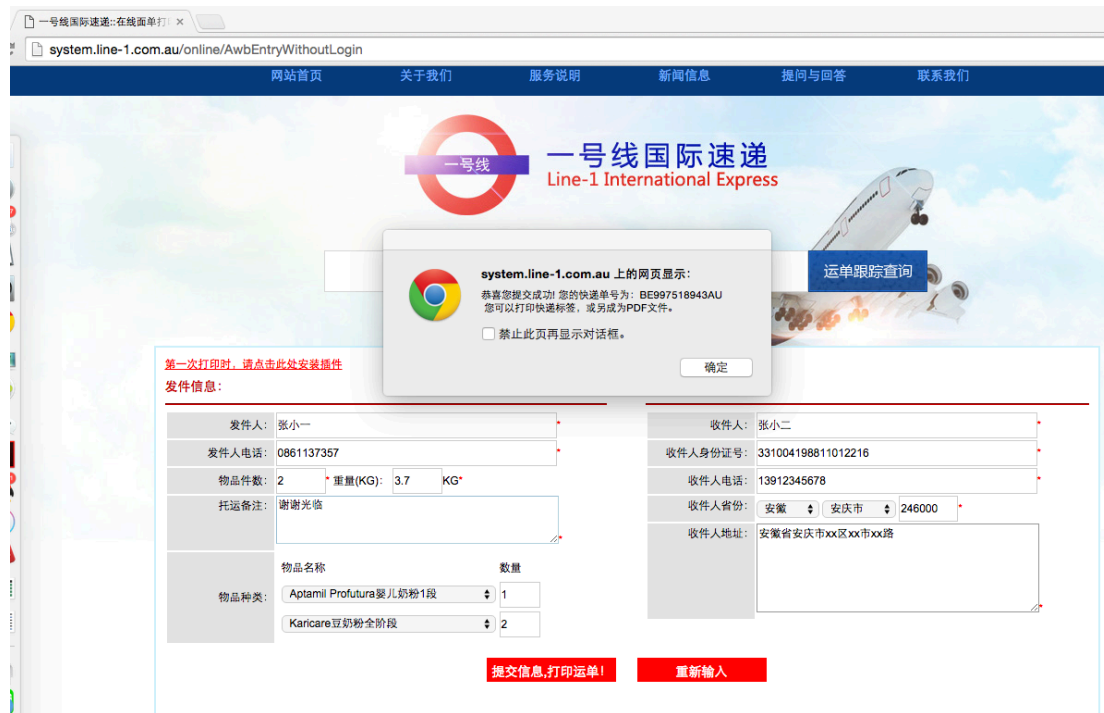 一号线国际速递::在线面单打印 ×
system.line-1.com.au/online/AwbEntryWithoutLogin
网站首页 关于我们 服务说明 新闻信息 提问与回答 联系我们
一号线
一号线国际速递
Line-1 International Express
运单跟踪查询
system.line-1.com.au 上的网页显示：
恭喜您提交成功! 您的快递单号为：BE997518943AU
您可以打印快递标签，或另成为PDF文件。
禁止此页再显示对话框。
确定
第一次打印时，请点击此处安装插件
发件信息：
发件人： 张小一 *
发件人电话： 0861137357 *
物品件数： 2 * 重量(KG)： 3.7 KG*
托运备注： 谢谢光临 *
物品种类：
物品名称 数量
Aptamil Profutura婴儿奶粉1段 1
Karicare豆奶粉全阶段 2
收件人： 张小二 *
收件人身份证号： 331004198811012216 *
收件人电话： 13912345678 *
收件人省份： 安徽 安庆市 246000 *
收件人地址： 安徽省安庆市xx区xx市xx路 *
提交信息,打印运单! 重新输入